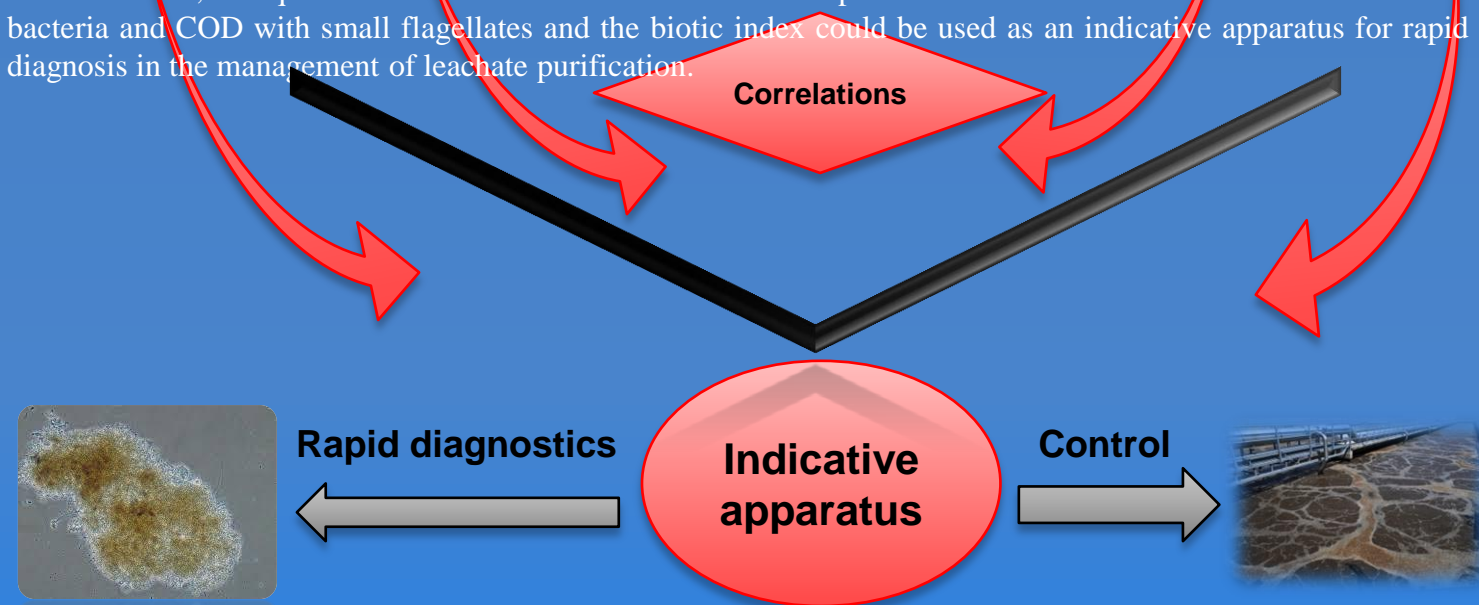 bacteria and COD with small flagellates and the biotic index could be used as an indicative apparatus for rapid
diagnosis in the management of leachate purification.
Correlations
Rapid diagnostics
Indicative
apparatus
Control